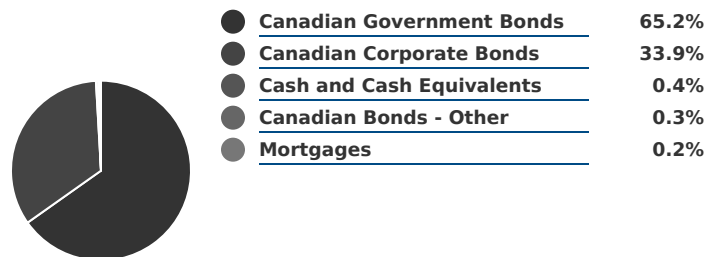 Canadian Government Bonds 65.2%
Canadian Corporate Bonds 33.9%
Cash and Cash Equivalents 0.4%
Canadian Bonds - Other 0.3%
Mortgages 0.2%